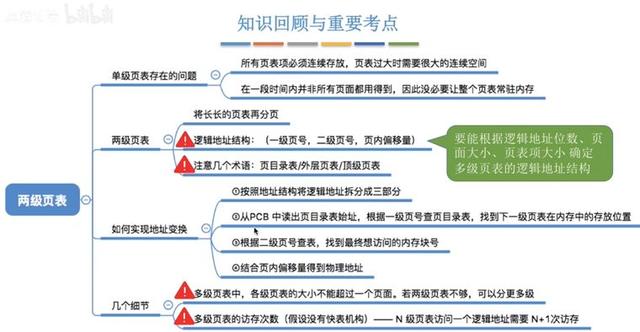 bilibili
知识回顾与重要考点
所有页表项必须连续存放，页表过大时需要很大的连续空间
单级页表存在的问题
在一段时间内并非所有页面都用得到，因此没必要让整个页表常驻内存
将长长的页表再分页
两级页表
逻辑地址结构：（一级页号，二级页号，页内偏移量）
注意几个术语：页目录表/外层页表/顶级页表
要能根据逻辑地址位数、页
面大小、页表项大小 确定
多级页表的逻辑地址结构
两级页表
①按照地址结构将逻辑地址拆分成三部分
②从PCB 中读出页目录表始址，根据一级页号查页目录表，找到下一级页表在内存中的存放位置
如何实现地址变换
③根据二级页号查表，找到最终想访问的内存块号
④结合页内偏移量得到物理地址
多级页表中，各级页表的大小不能超过一个页面。若两级页表不够，可以分更多级
几个细节
多级页表的访存次数（假设没有快表机构）—— N 级页表访问一个逻辑地址需要 N+1次访存